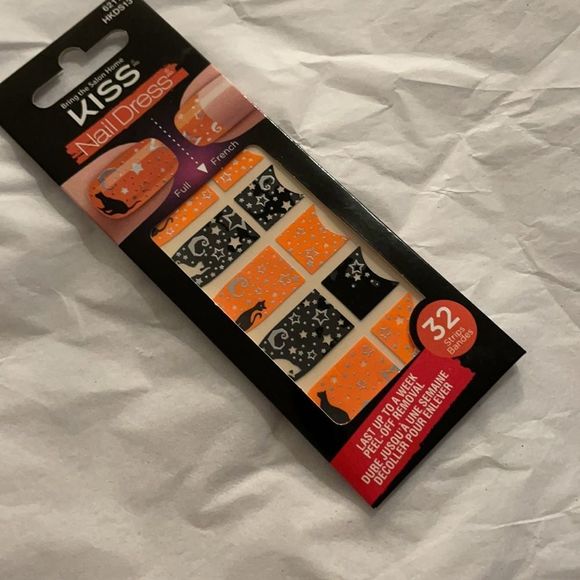 HKDS13
Bring the Salon Home
KISS
Nail Dress
Full
French
32
Strips
Bandes
LAST UP TO A WEEK
PEEL-OFF REMOVAL
DURE JUSQU'À UNE SEMAINE
DÉCOLLER POUR ENLEVER